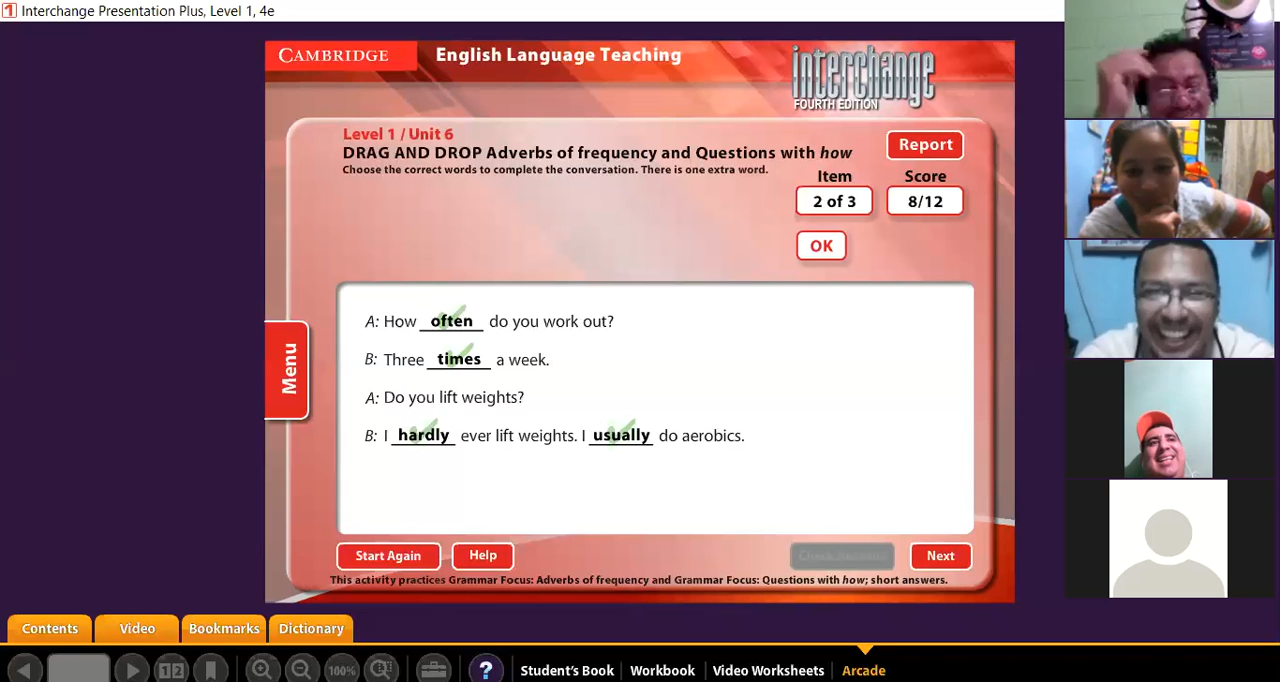 Interchange Presentation Plus, Level 1, 4e
CAMBRIDGE
English Language Teaching
interchange
FOURTH EDITION
Level 1 / Unit 6
DRAG AND DROP Adverbs of frequency and Questions with how
Choose the correct words to complete the conversation. There is one extra word.
Report
Item
Score
2 of 3
8/12
OK
Menu
A: How often do you work out?
B: Three times a week.
A: Do you lift weights?
B: I hardly ever lift weights. I usually do aerobics.
Start Again
Help
Next
This activity practices Grammar Focus: Adverbs of frequency and Grammar Focus: Questions with how; short answers.
Contents
Video
Bookmarks
Dictionary
1 2
100%
?
Student's Book
Workbook
Video Worksheets
Arcade